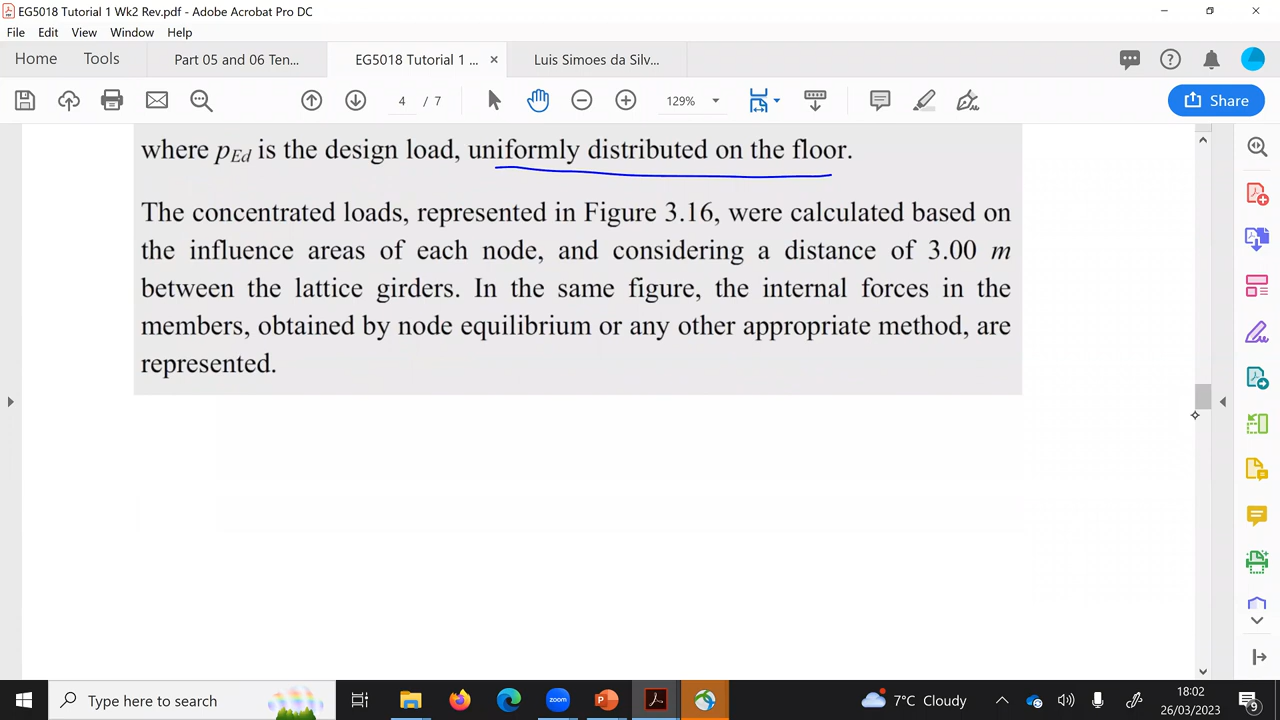 EG5018 Tutorial 1 Wk2 Rev.pdf - Adobe Acrobat Pro DC
File Edit View Window Help
Home Tools Part 05 and 06 Ten... EG5018 Tutorial 1 ... Luis Simoes da Silv...
4 / 7 129% Share
where pEd is the design load, uniformly distributed on the floor.
The concentrated loads, represented in Figure 3.16, were calculated based on
the influence areas of each node, and considering a distance of 3.00 m
between the lattice girders. In the same figure, the internal forces in the
members, obtained by node equilibrium or any other appropriate method, are
represented.
Type here to search zoom 7°C Cloudy 18:02
26/03/2023 9